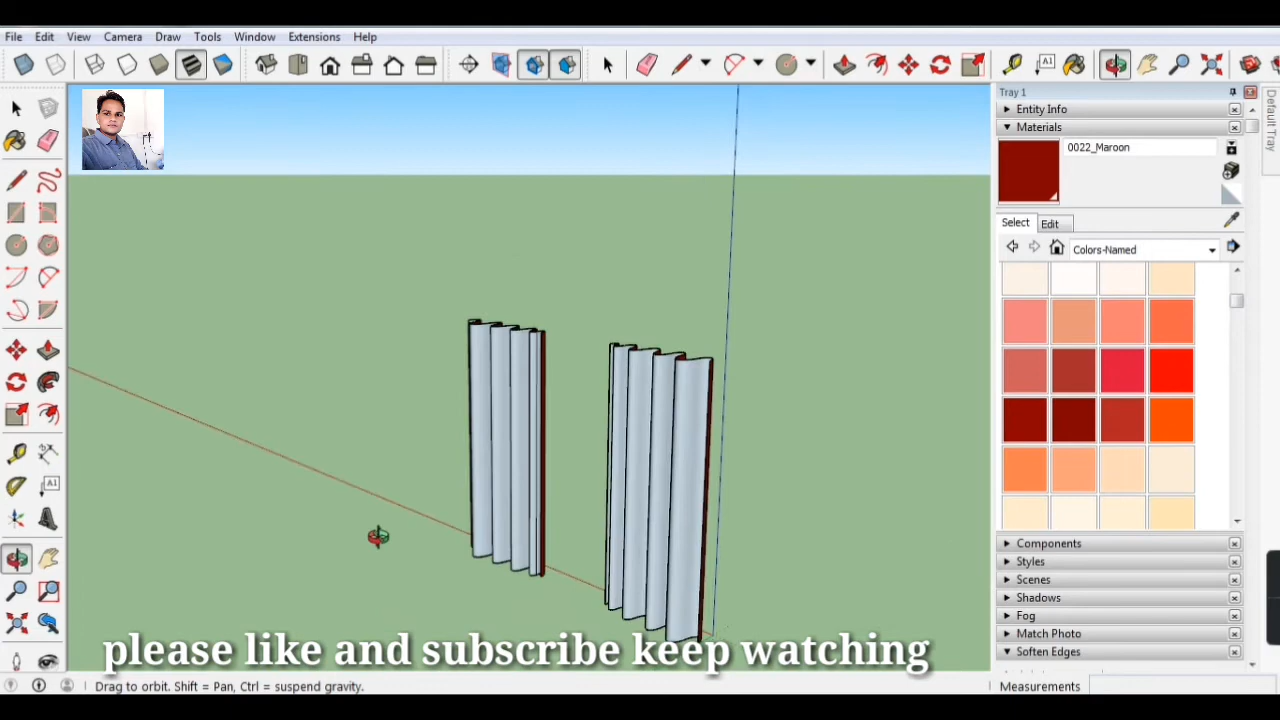 File Edit View Camera Draw Tools Window Extensions Help
Tray 1
Default Tray
Entity Info
Materials
0022_Maroon
Select Edit
Colors-Named
Components
Styles
Scenes
Shadows
Fog
Match Photo
Soften Edges
please like and subscribe keep watching
Drag to orbit. Shift = Pan, Ctrl = suspend gravity.
Measurements